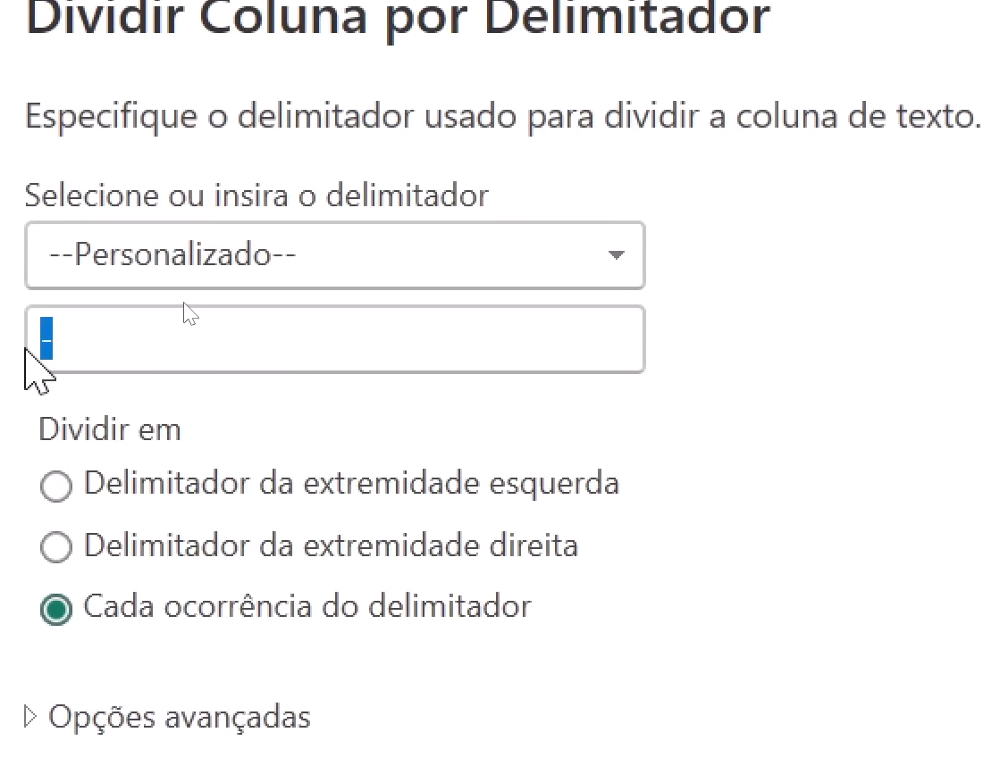 Dividir Coluna por Delimitador
Especifique o delimitador usado para dividir a coluna de texto.
Selecione ou insira o delimitador
--Personalizado--
-
Dividir em
Delimitador da extremidade esquerda
Delimitador da extremidade direita
Cada ocorrência do delimitador
Opções avançadas